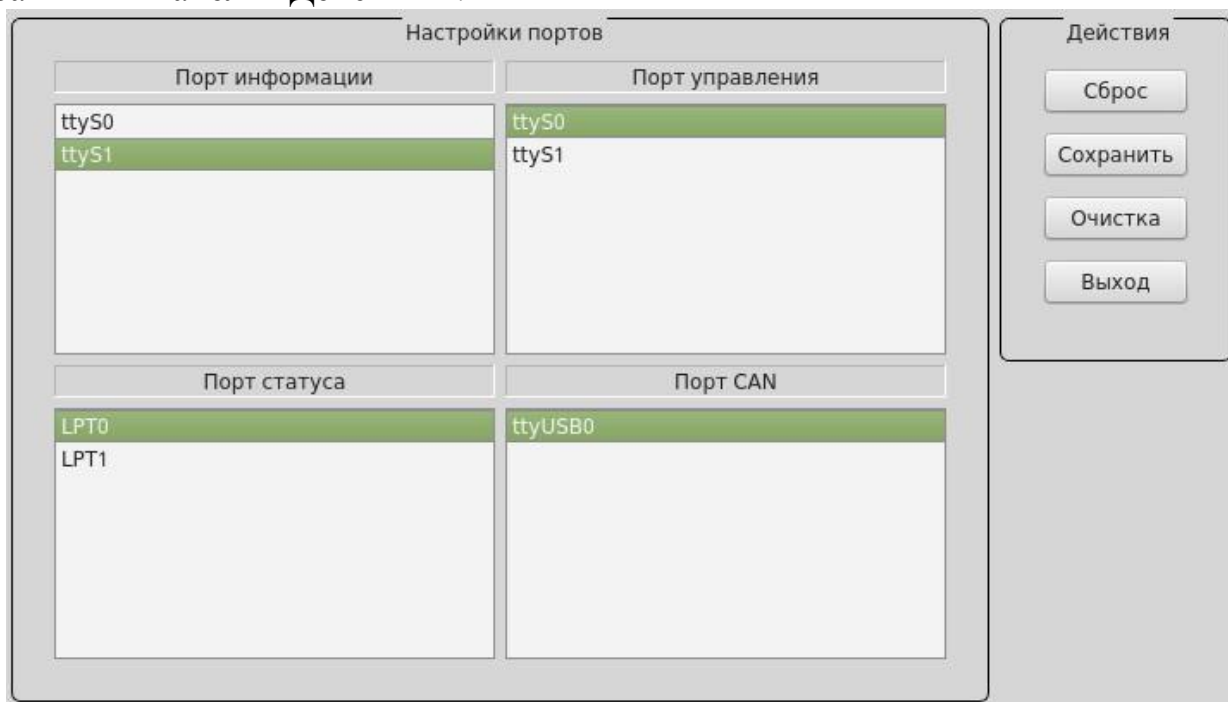 Настройки портов
Порт информации
ttyS0
ttyS1
Порт управления
ttyS0
ttyS1
Порт статуса
LPT0
LPT1
Порт CAN
ttyUSB0
Действия
Сброс
Сохранить
Очистка
Выход